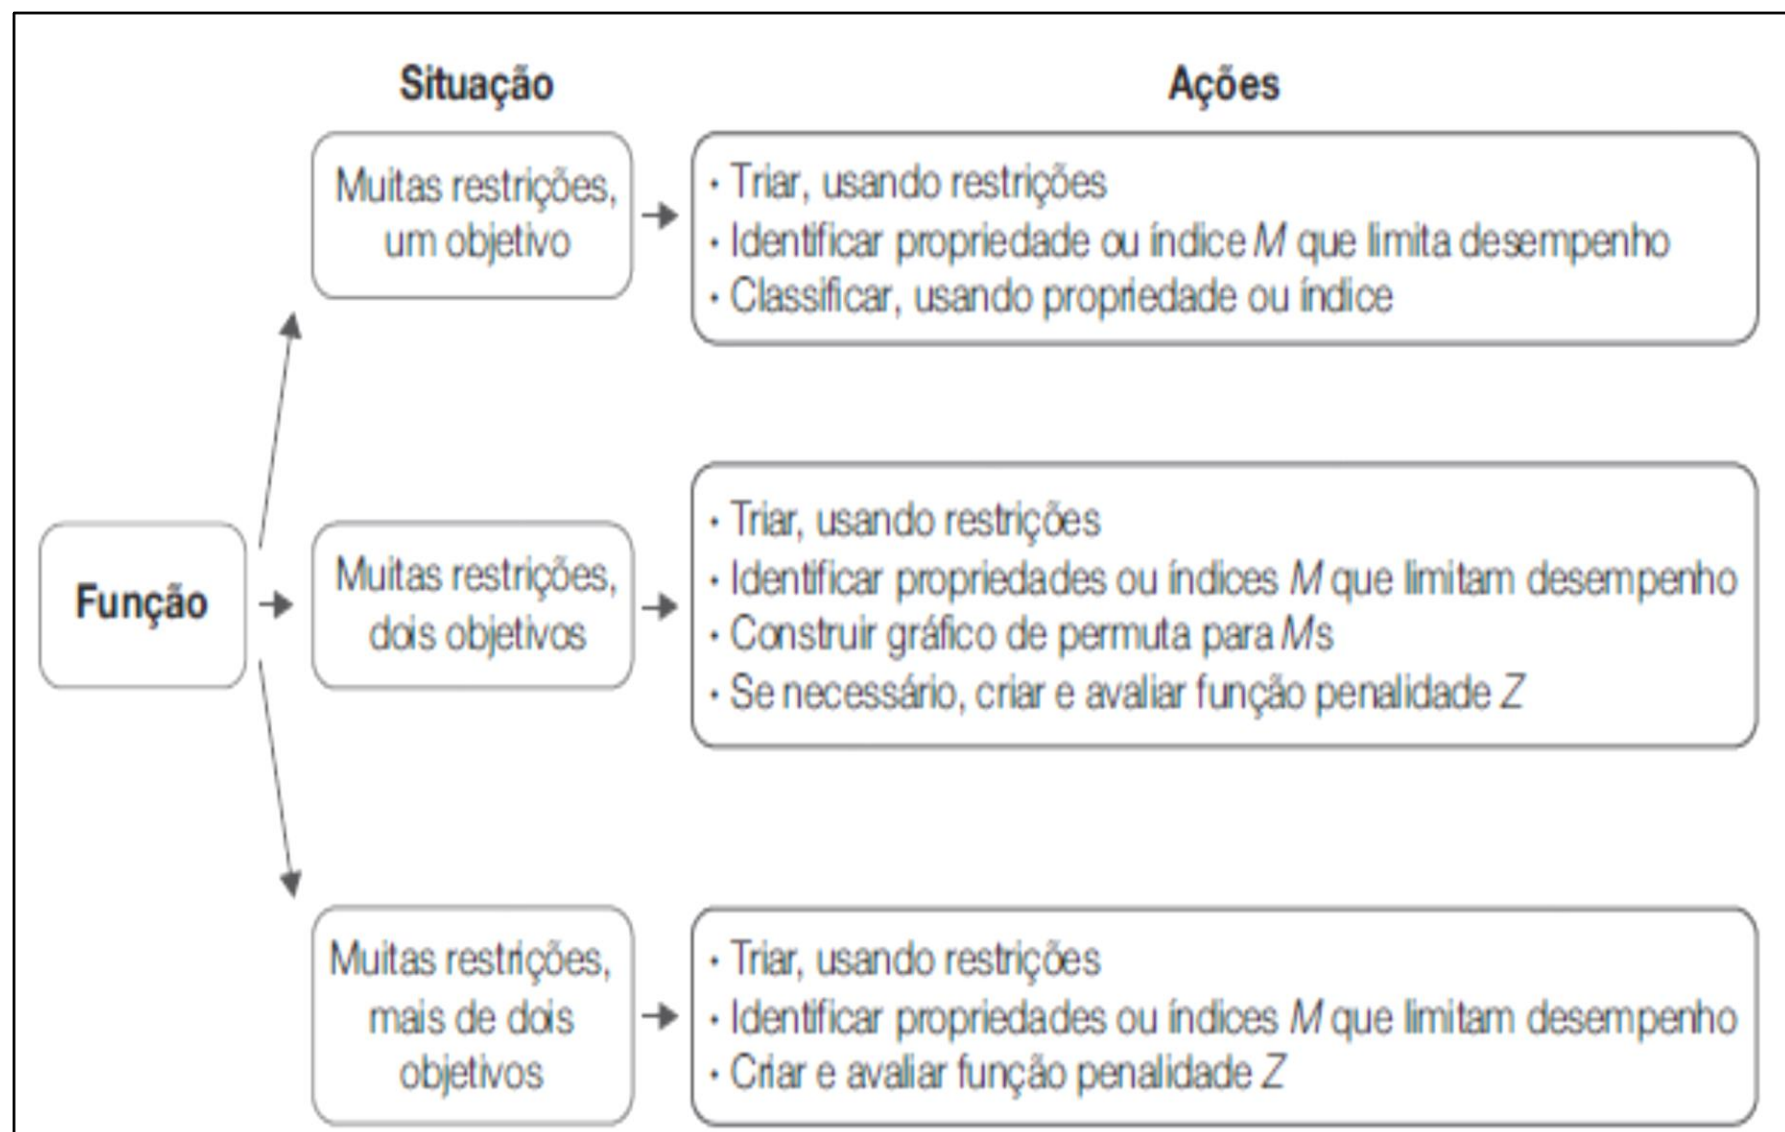 Situação
Ações
Muitas restrições,
um objetivo
• Triar, usando restrições
• Identificar propriedade ou índice M que limita desempenho
• Classificar, usando propriedade ou índice
Função
Muitas restrições,
dois objetivos
• Triar, usando restrições
• Identificar propriedades ou índices M que limitam desempenho
• Construir gráfico de permuta para Ms
• Se necessário, criar e avaliar função penalidade Z
Muitas restrições,
mais de dois
objetivos
• Triar, usando restrições
• Identificar propriedades ou índices M que limitam desempenho
• Criar e avaliar função penalidade Z